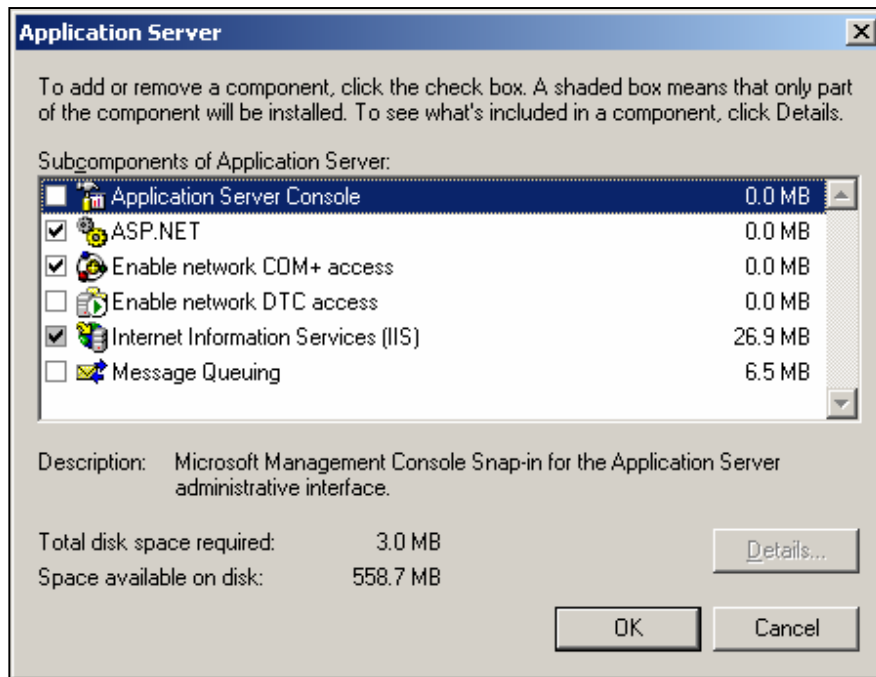 Application Server
To add or remove a component, click the check box. A shaded box means that only part
of the component will be installed. To see what's included in a component, click Details.
Subcomponents of Application Server:
Application Server Console 0.0 MB
ASP.NET 0.0 MB
Enable network COM+ access 0.0 MB
Enable network DTC access 0.0 MB
Internet Information Services (IIS) 26.9 MB
Message Queuing 6.5 MB
Description: Microsoft Management Console Snap-in for the Application Server
administrative interface.
Total disk space required: 3.0 MB
Details...
Space available on disk: 558.7 MB
OK Cancel